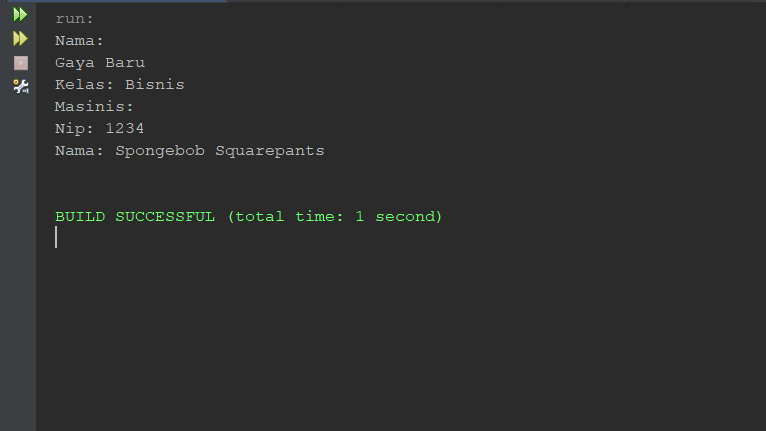 run:
Nama:
Gaya Baru
Kelas: Bisnis
Masinis:
Nip: 1234
Nama: Spongebob Squarepants
BUILD SUCCESSFUL (total time: 1 second)